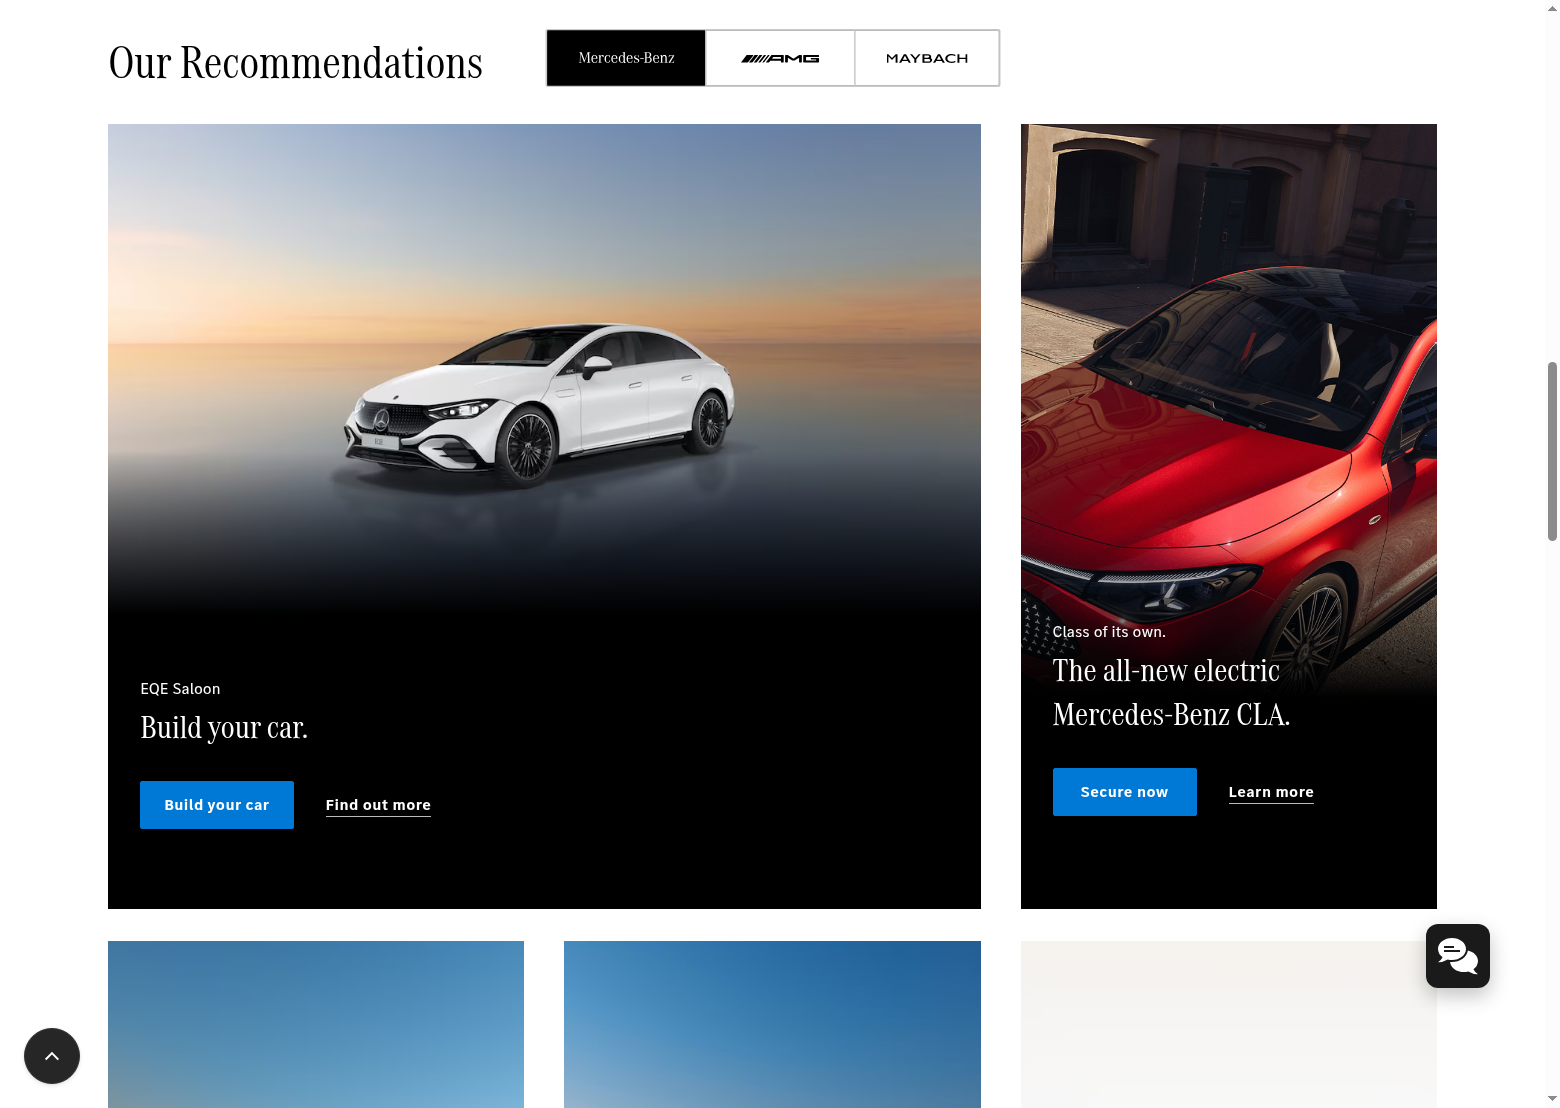 Our Recommendations
Mercedes-Benz
AMG
MAYBACH
EQE
EQE Saloon
Build your car.
Build your car
Find out more
Class of its own.
The all-new electric
Mercedes-Benz CLA.
Secure now
Learn more